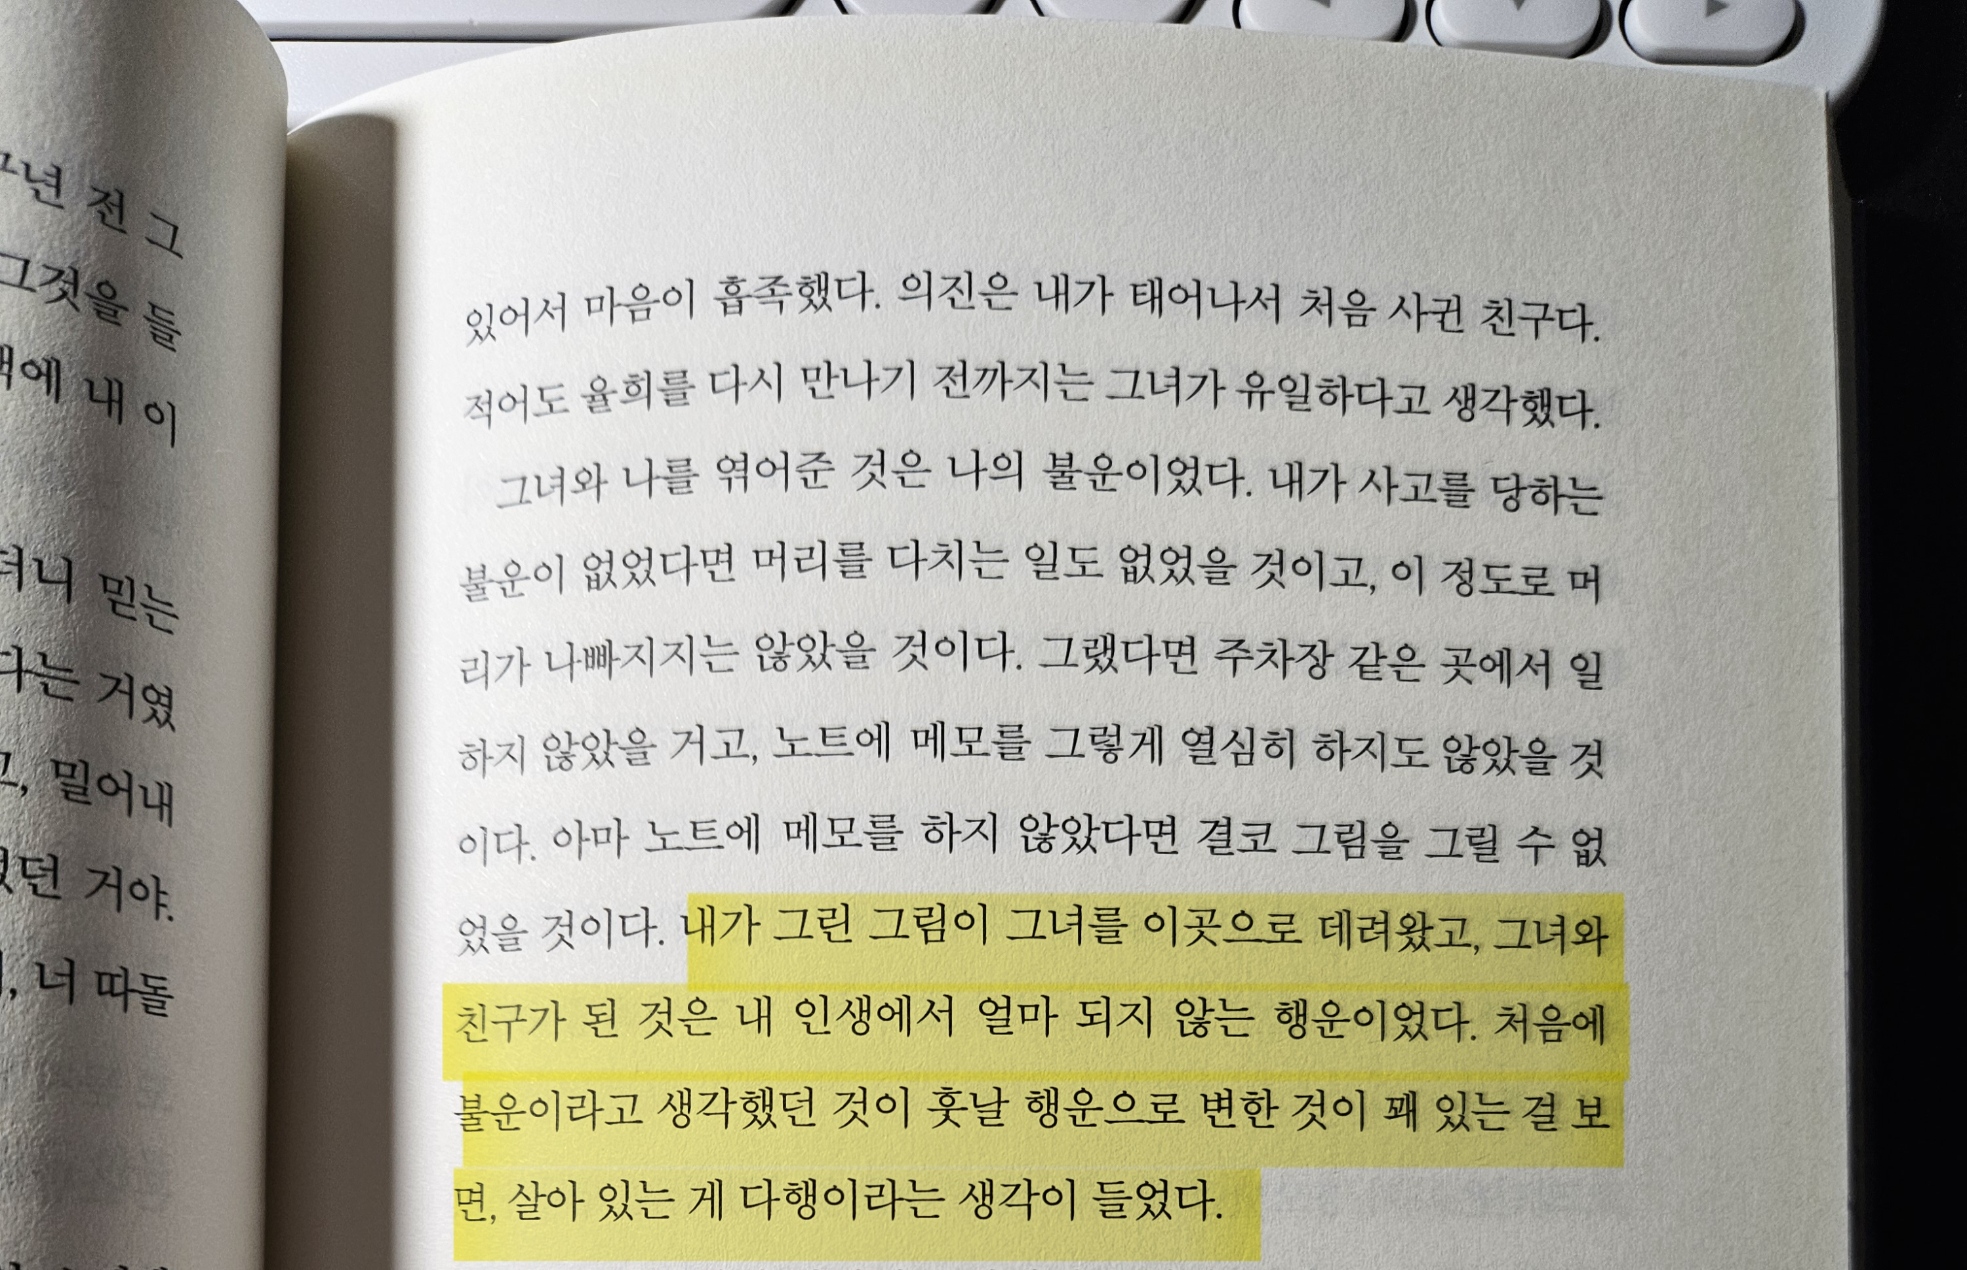 년 전 그
그것을 들
에 내 이
더니 믿는
다는 거였
밀어내
던 거야.
너 따돌
있어서 마음이 흡족했다. 의진은 내가 태어나서 처음 사귄 친구다.
적어도 율희를 다시 만나기 전까지는 그녀가 유일하다고 생각했다.
그녀와 나를 엮어준 것은 나의 불운이었다. 내가 사고를 당하는
불운이 없었다면 머리를 다치는 일도 없었을 것이고, 이 정도로 머
리가 나빠지지는 않았을 것이다. 그랬다면 주차장 같은 곳에서 일
하지 않았을 거고, 노트에 메모를 그렇게 열심히 하지도 않았을 것
이다. 아마 노트에 메모를 하지 않았다면 결코 그림을 그릴 수 없
었을 것이다. 내가 그린 그림이 그녀를 이곳으로 데려왔고, 그녀와
친구가 된 것은 내 인생에서 얼마 되지 않는 행운이었다. 처음에
불운이라고 생각했던 것이 훗날 행운으로 변한 것이 꽤 있는 걸 보
면, 살아 있는 게 다행이라는 생각이 들었다.